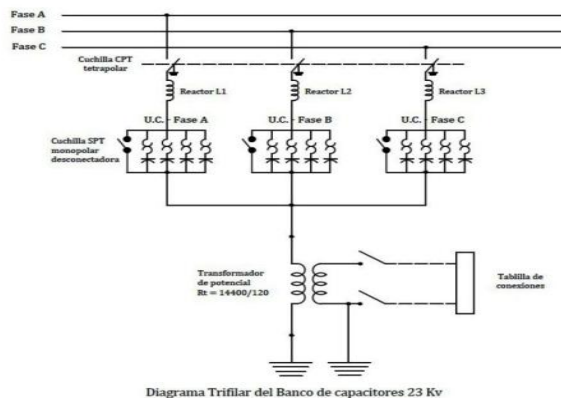 Fase A
Fase B
Fase C
Cuchilla CPT
tetrapolar
Reactor L1
Reactor L2
Reactor L3
U.C. - Fase A
U.C. - Fase B
U.C. - Fase C
Cuchilla SPT
monopolar
desconectadora
Transformador
de potencial
Rt = 14400/120
Tablilla de
conexiones
Diagrama Trifilar del Banco de capacitores 23 Kv